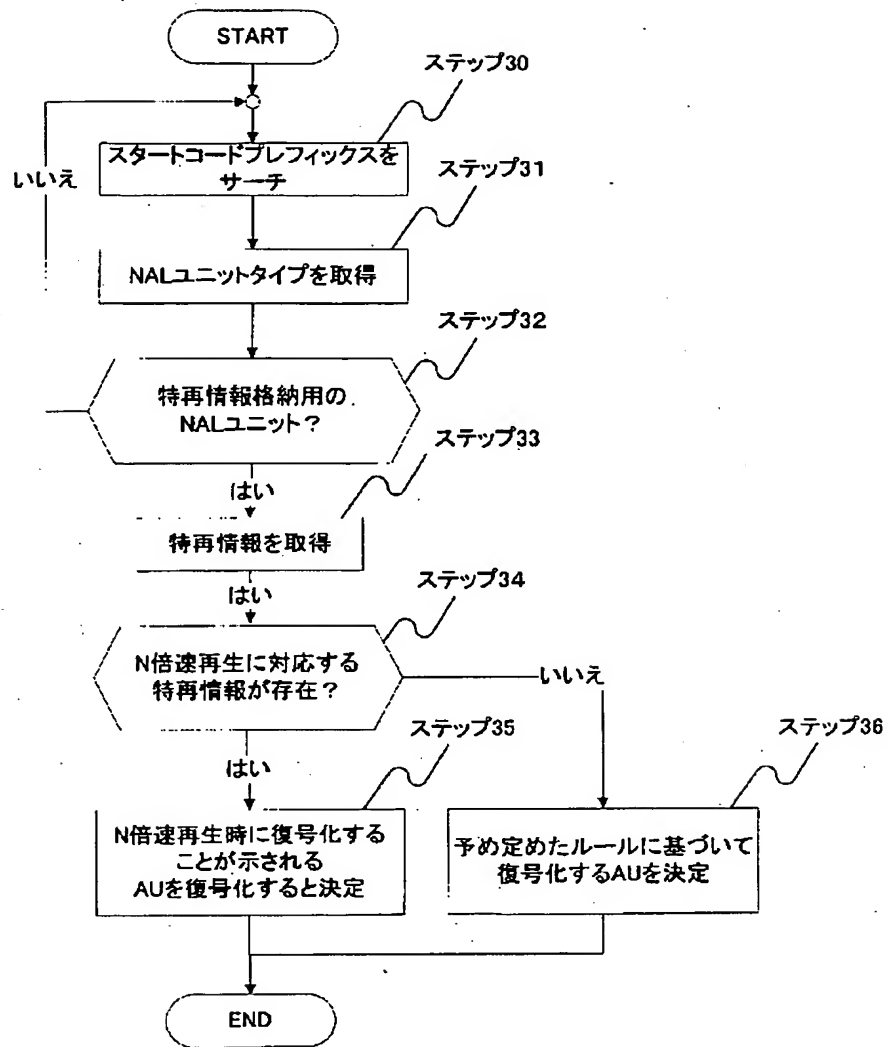 START
ステップ30
スタートコードプレフィックスを
サーチ
いいえ
ステップ31
NALユニットタイプを取得
ステップ32
特再情報格納用の
NALユニット？
ステップ33
はい
特再情報を取得
はい
ステップ34
N倍速再生に対応する
特再情報が存在？
いいえ
ステップ35
ステップ36
はい
N倍速再生時に復号化する
ことが示される
AUを復号化すると決定
予め定めたルールに基づいて
復号化するAUを決定
END